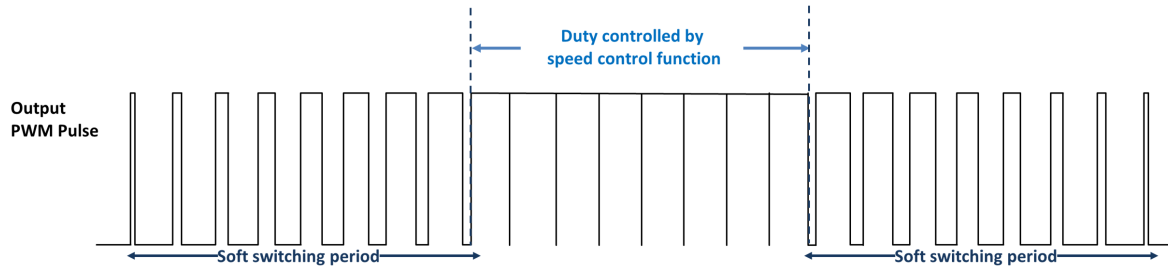 Duty controlled by
speed control function
Output
PWM Pulse
Soft switching period
Soft switching period